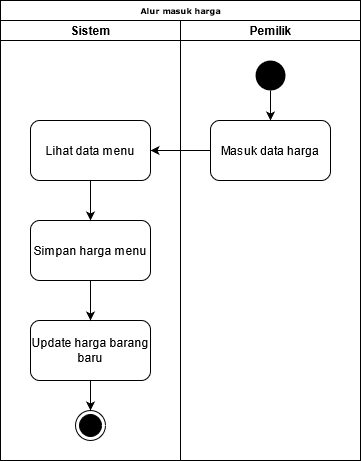 Alur masuk harga
Sistem
Pemilik
Lihat data menu
Masuk data harga
Simpan harga menu
Update harga barang
baru